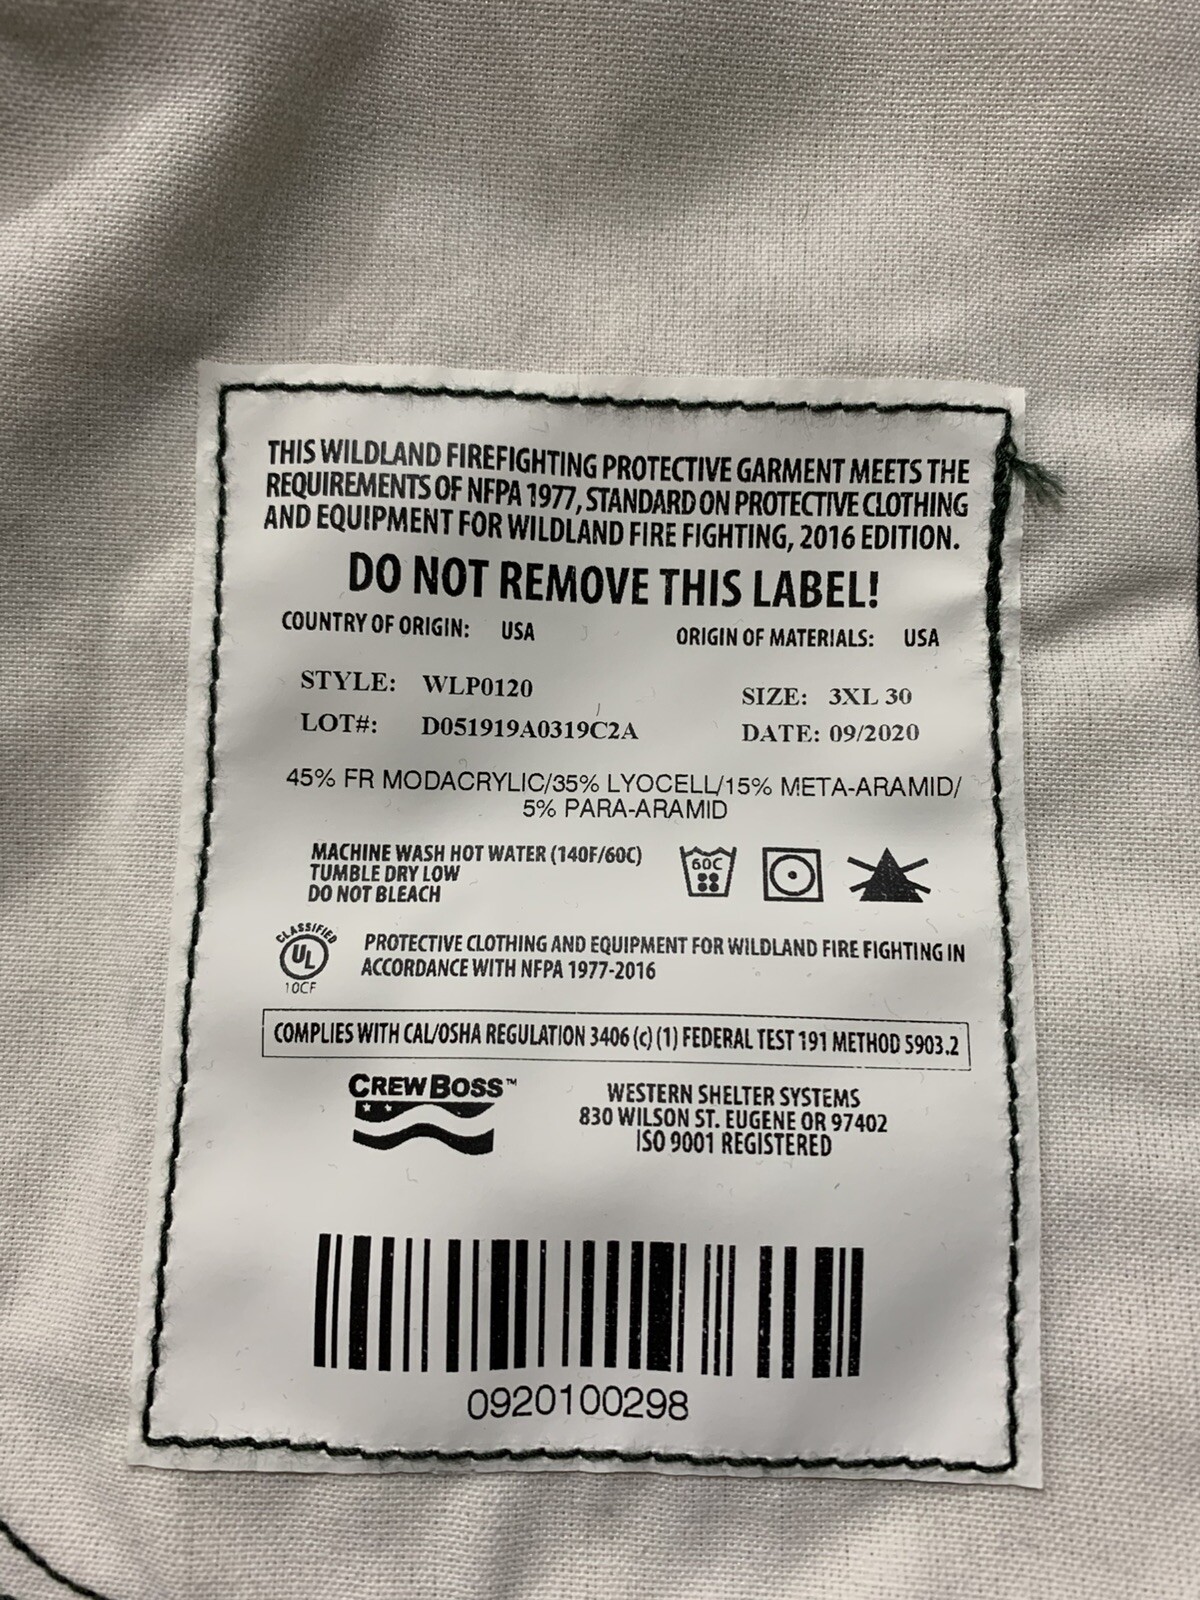 THIS WILDLAND FIREFIGHTING PROTECTIVE GARMENT MEETS THE
REQUIREMENTS OF NFPA 1977, STANDARD ON PROTECTIVE CLOTHING
AND EQUIPMENT FOR WILDLAND FIRE FIGHTING, 2016 EDITION.
DO NOT REMOVE THIS LABEL!
COUNTRY OF ORIGIN: USA ORIGIN OF MATERIALS: USA
STYLE: WLP0120 SIZE: 3XL 30
LOT#: D051919A0319C2A DATE: 09/2020
45% FR MODACRYLIC/35% LYOCELL/15% META-ARAMID/
5% PARA-ARAMID
MACHINE WASH HOT WATER (140F/60C)
TUMBLE DRY LOW
DO NOT BLEACH
60C
CLASSIFIED
UL
10CF
PROTECTIVE CLOTHING AND EQUIPMENT FOR WILDLAND FIRE FIGHTING IN
ACCORDANCE WITH NFPA 1977-2016
COMPLIES WITH CAL/OSHA REGULATION 3406 (c) (1) FEDERAL TEST 191 METHOD 5903.2
CREW BOSS™
WESTERN SHELTER SYSTEMS
830 WILSON ST. EUGENE OR 97402
ISO 9001 REGISTERED
0920100298